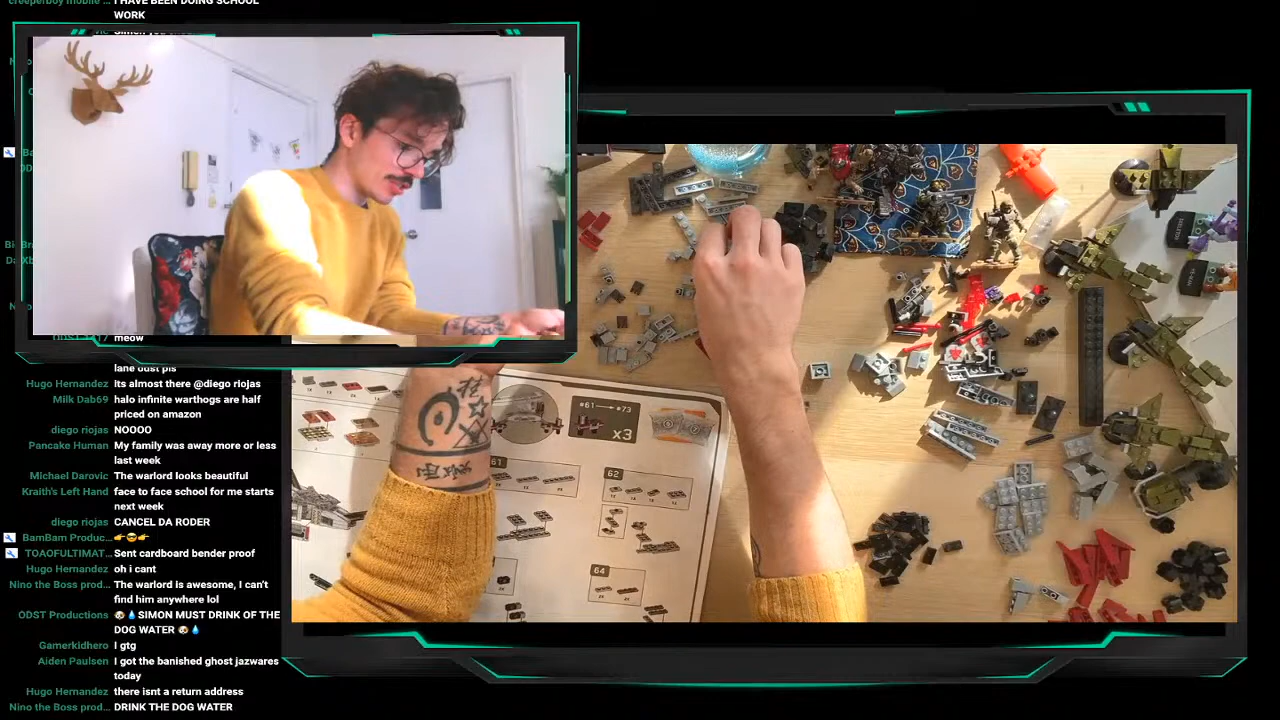 creeperboy mobile ... I HAVE BEEN DOING SCHOOL
WORK
meow
Hugo Hernandez Its almost there @diego riojas
Milk Dab69 halo infinite warthogs are half
priced on amazon
diego riojas NOOOO
Pancake Human My family was away more or less
last week
Michael Darovic The warlord looks beautiful
Kraith's Left Hand face to face school for me starts
next week
diego riojas CANCEL DA RODER
BamBam Produc... 👉😎👉
TOAOFULTIMAT... Sent cardboard bender proof
Hugo Hernandez oh i cant
Nino the Boss prod... The warlord is awesome, I can't
find him anywhere lol
ODST Productions 🐶💧SIMON MUST DRINK OF THE
DOG WATER 🐶💧
Gamerkidhero I gtg
Aiden Paulsen I got the banished ghost jazwares
today
Hugo Hernandez there isnt a return address
Nino the Boss prod... DRINK THE DOG WATER
#61 → #73
x3
61
62
64